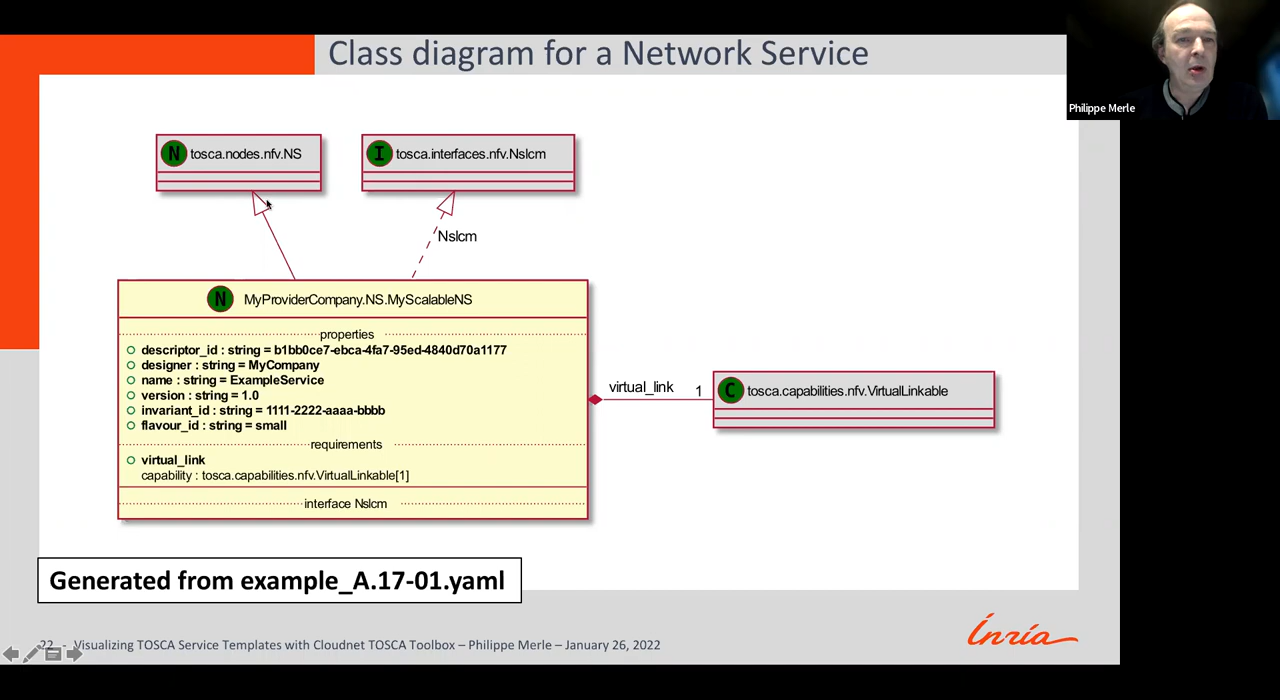 Class diagram for a Network Service
Philippe Merle
N tosca.nodes.nfv.NS
I tosca.interfaces.nfv.Nslcm
Nslcm
N MyProviderCompany.NS.MyScalableNS
properties
descriptor_id : string = b1bb0ce7-ebca-4fa7-95ed-4840d70a1177
designer : string = MyCompany
name : string = ExampleService
version : string = 1.0
invariant_id : string = 1111-2222-aaaa-bbbb
flavour_id : string = small
requirements
virtual_link
capability : tosca.capabilities.nfv.VirtualLinkable[1]
interface Nslcm
virtual_link 1
C tosca.capabilities.nfv.VirtualLinkable
Generated from example_A.17-01.yaml
22 - Visualizing TOSCA Service Templates with Cloudnet TOSCA Toolbox – Philippe Merle – January 26, 2022
Inria